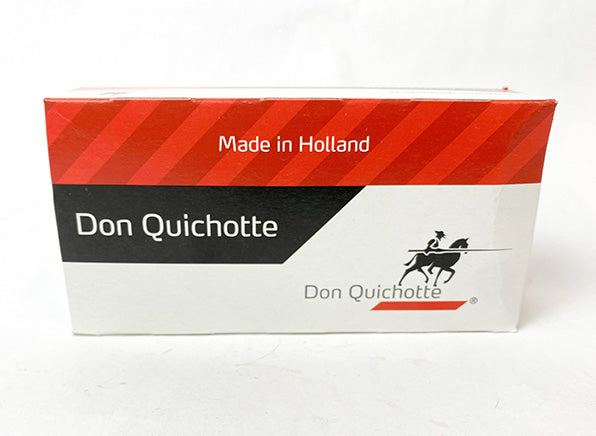 Made in Holland
Don Quichotte
Don Quichotte ®